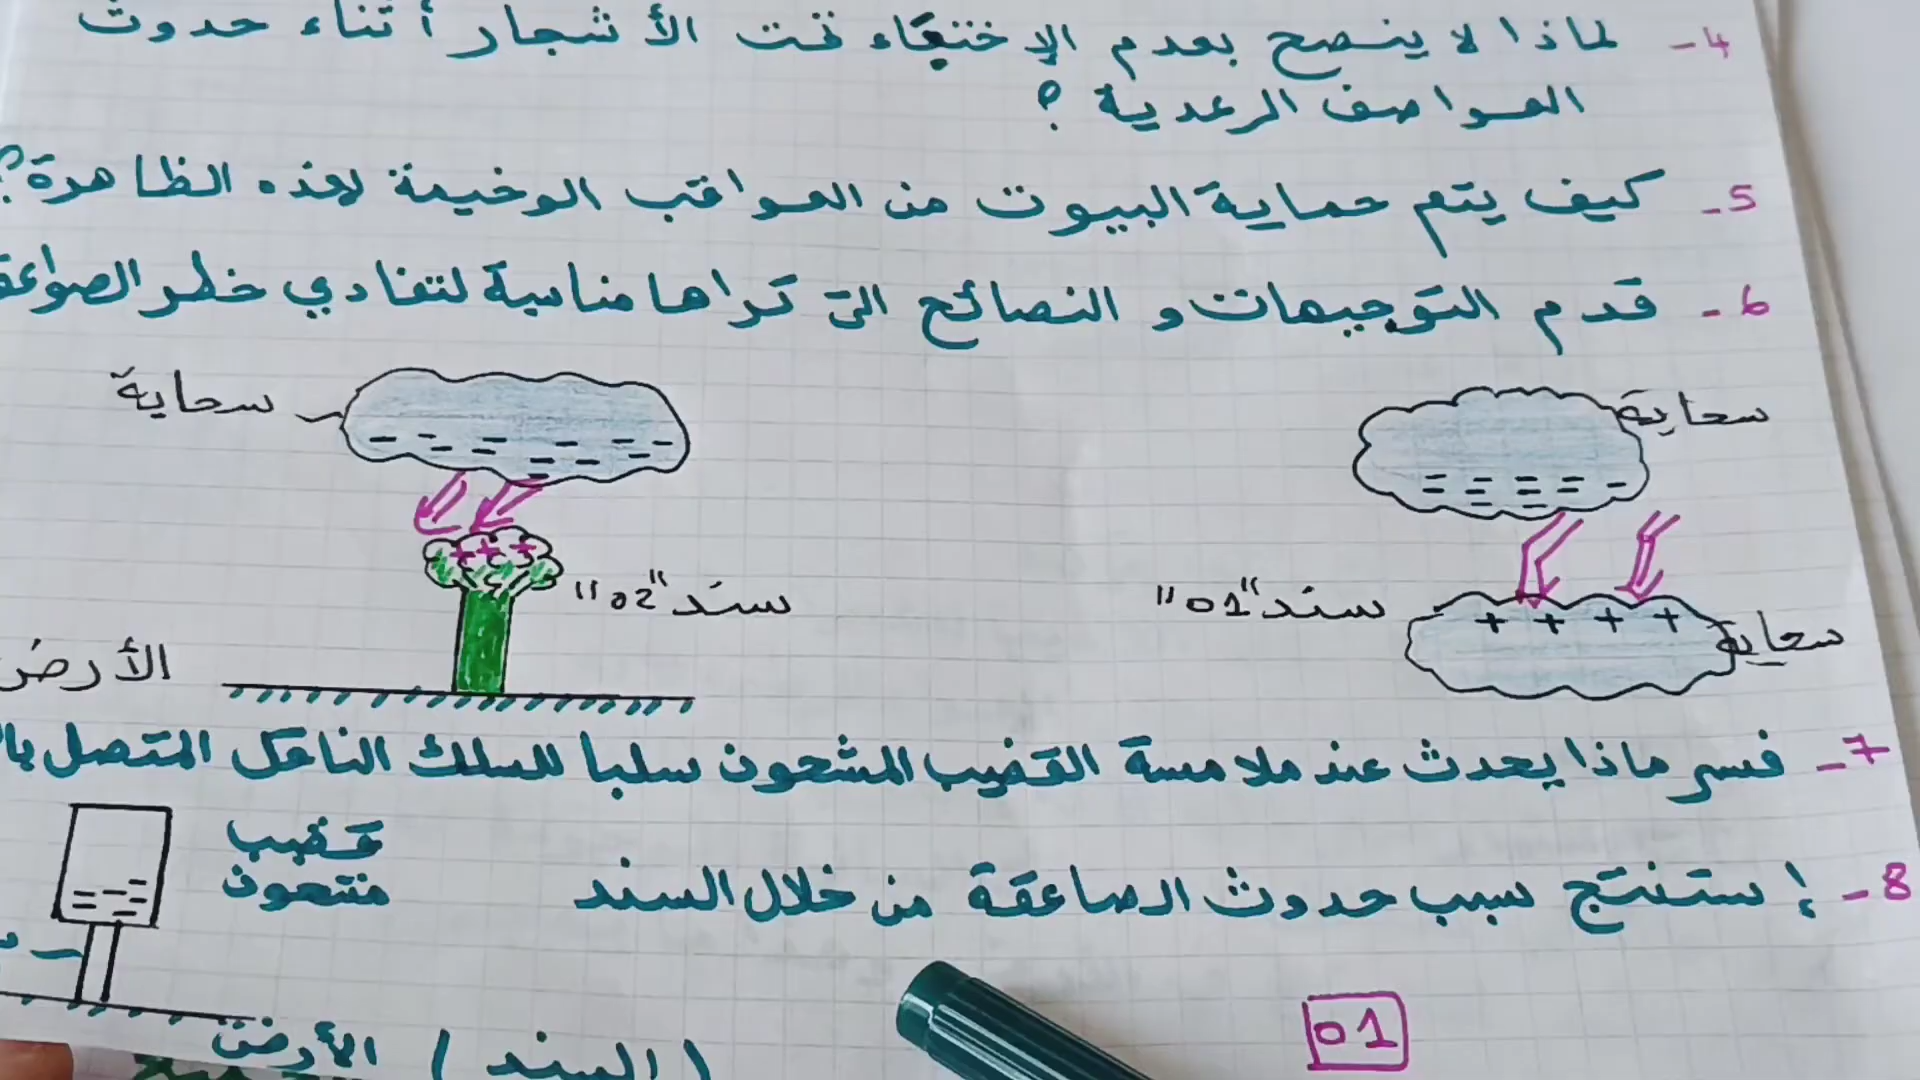 4- لماذا لا ينصح بعدم الإختباء تحت الأشجار أثناء حدوث
العواصف الرعدية ؟
5- كيف يتم حماية البيوت من العواقب الوخيمة لهذه الظاهرة؟
6- قدم التوجيهات و النصائح التي تراها مناسبة لتفادي خطر الصواعق
سحابة
سحابة
سند "01"
سحابة
سند "02"
الأرض
7- فسر ماذا يحدث عند ملامسة القضيب المشحون سلبا للسلك الناقل المتصل
8- إستنتج سبب حدوث الصاعقة من خلال السند
قضيب
مشحون
01
(السند) الأرض